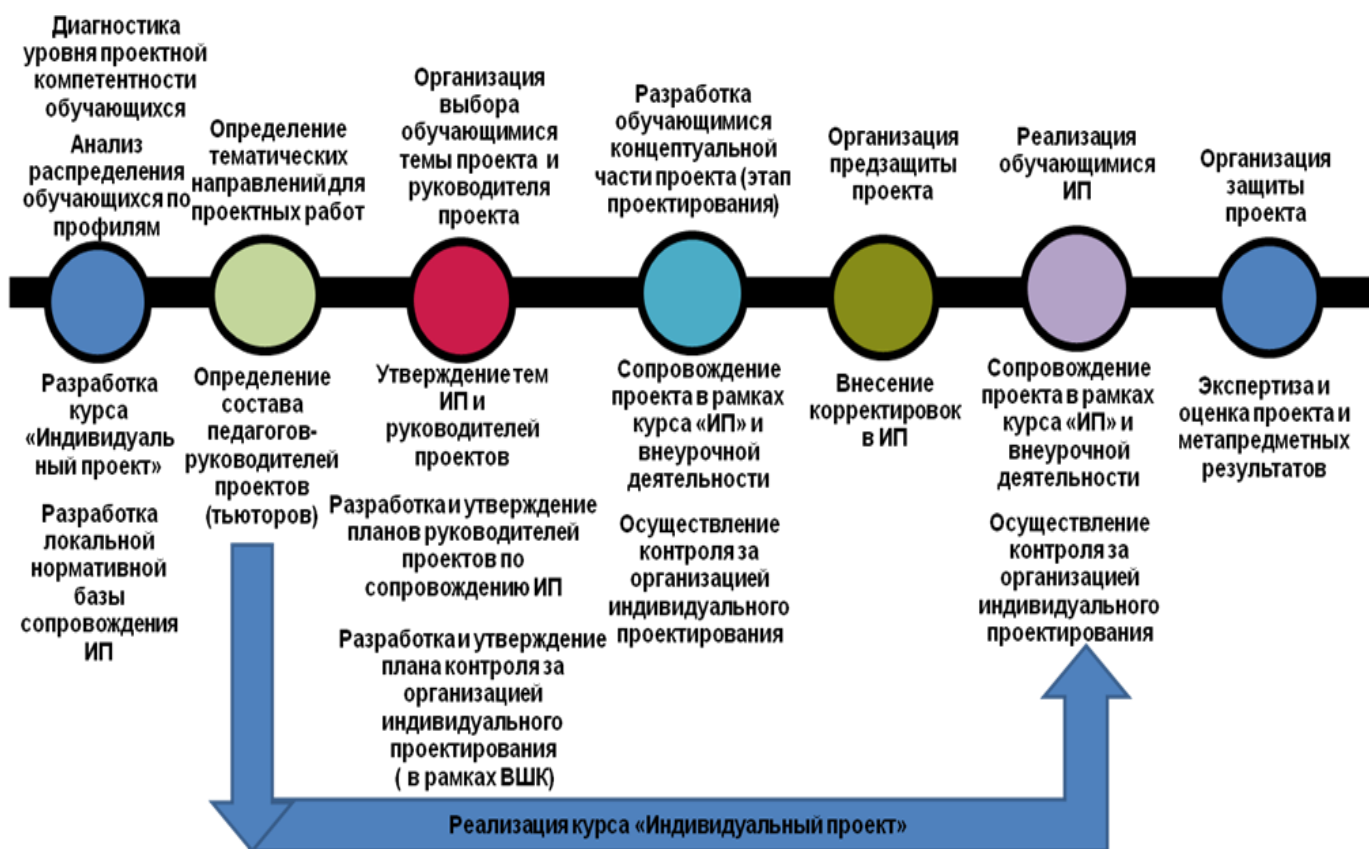 Диагностика
уровня проектной
компетентности
обучающихся
Анализ
распределения
обучающихся по
профилям
Определение
тематических
направлений для
проектных работ
Организация
выбора
обучающимися
темы проекта и
руководителя
проекта
Разработка
обучающимися
концептуальной
части проекта (этап
проектирования)
Организация
предзащиты
проекта
Реализация
обучающимися
ИП
Организация
защиты
проекта
Разработка
курса
«Индивидуаль
ный проект»
Разработка
локальной
нормативной
базы
сопровождения
ИП
Определение
состава
педагогов-
руководителей
проектов
(тьюторов)
Утверждение тем
ИП и
руководителей
проектов
Разработка и утверждение
планов руководителей
проектов по
сопровождению ИП
Разработка и утверждение
плана контроля за
организацией
индивидуального
проектирования
( в рамках ВШК)
Сопровождение
проекта в рамках
курса «ИП» и
внеурочной
деятельности
Осуществление
контроля за
организацией
индивидуального
проектирования
Внесение
корректировок
в ИП
Сопровождение
проекта в рамках
курса «ИП» и
внеурочной
деятельности
Осуществление
контроля за
организацией
индивидуального
проектирования
Экспертиза и
оценка проекта и
метапредметных
результатов
Реализация курса «Индивидуальный проект»